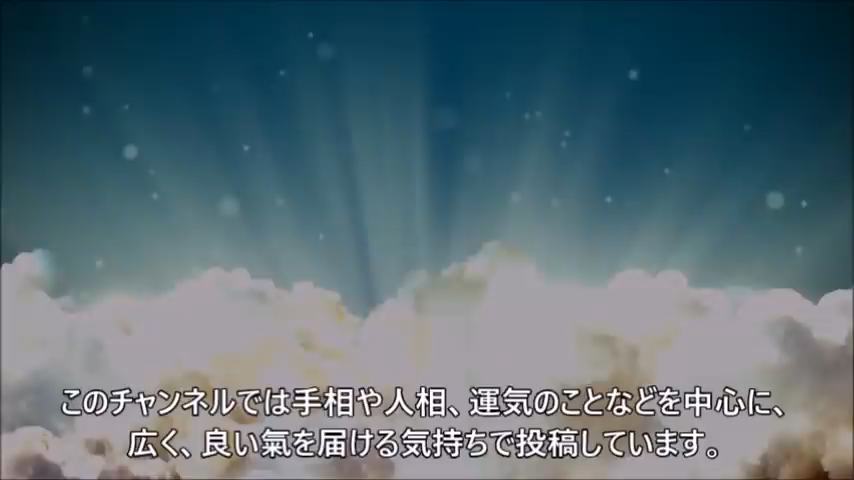 このチャンネルでは手相や人相、運気のことなどを中心に、
広く、良い氣を届ける気持ちで投稿しています。